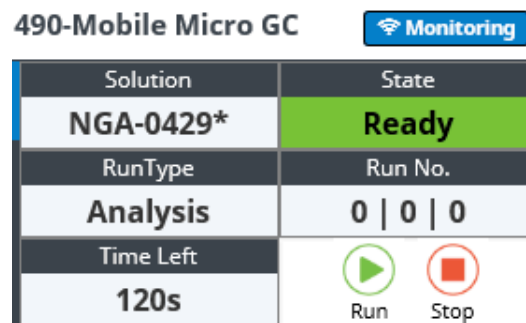 490-Mobile Micro GC Monitoring
Solution State
NGA-0429* Ready
RunType Run No.
Analysis 0 | 0 | 0
Time Left
120s
Run Stop